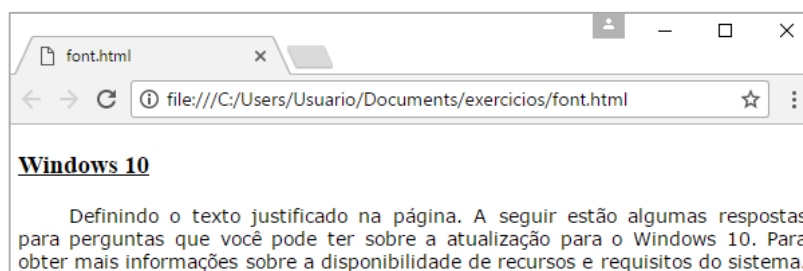 font.html
file:///C:/Users/Usuario/Documents/exercicios/font.html
Windows 10
Definindo o texto justificado na página. A seguir estão algumas respostas
para perguntas que você pode ter sobre a atualização para o Windows 10. Para
obter mais informações sobre a disponibilidade de recursos e requisitos do sistema,